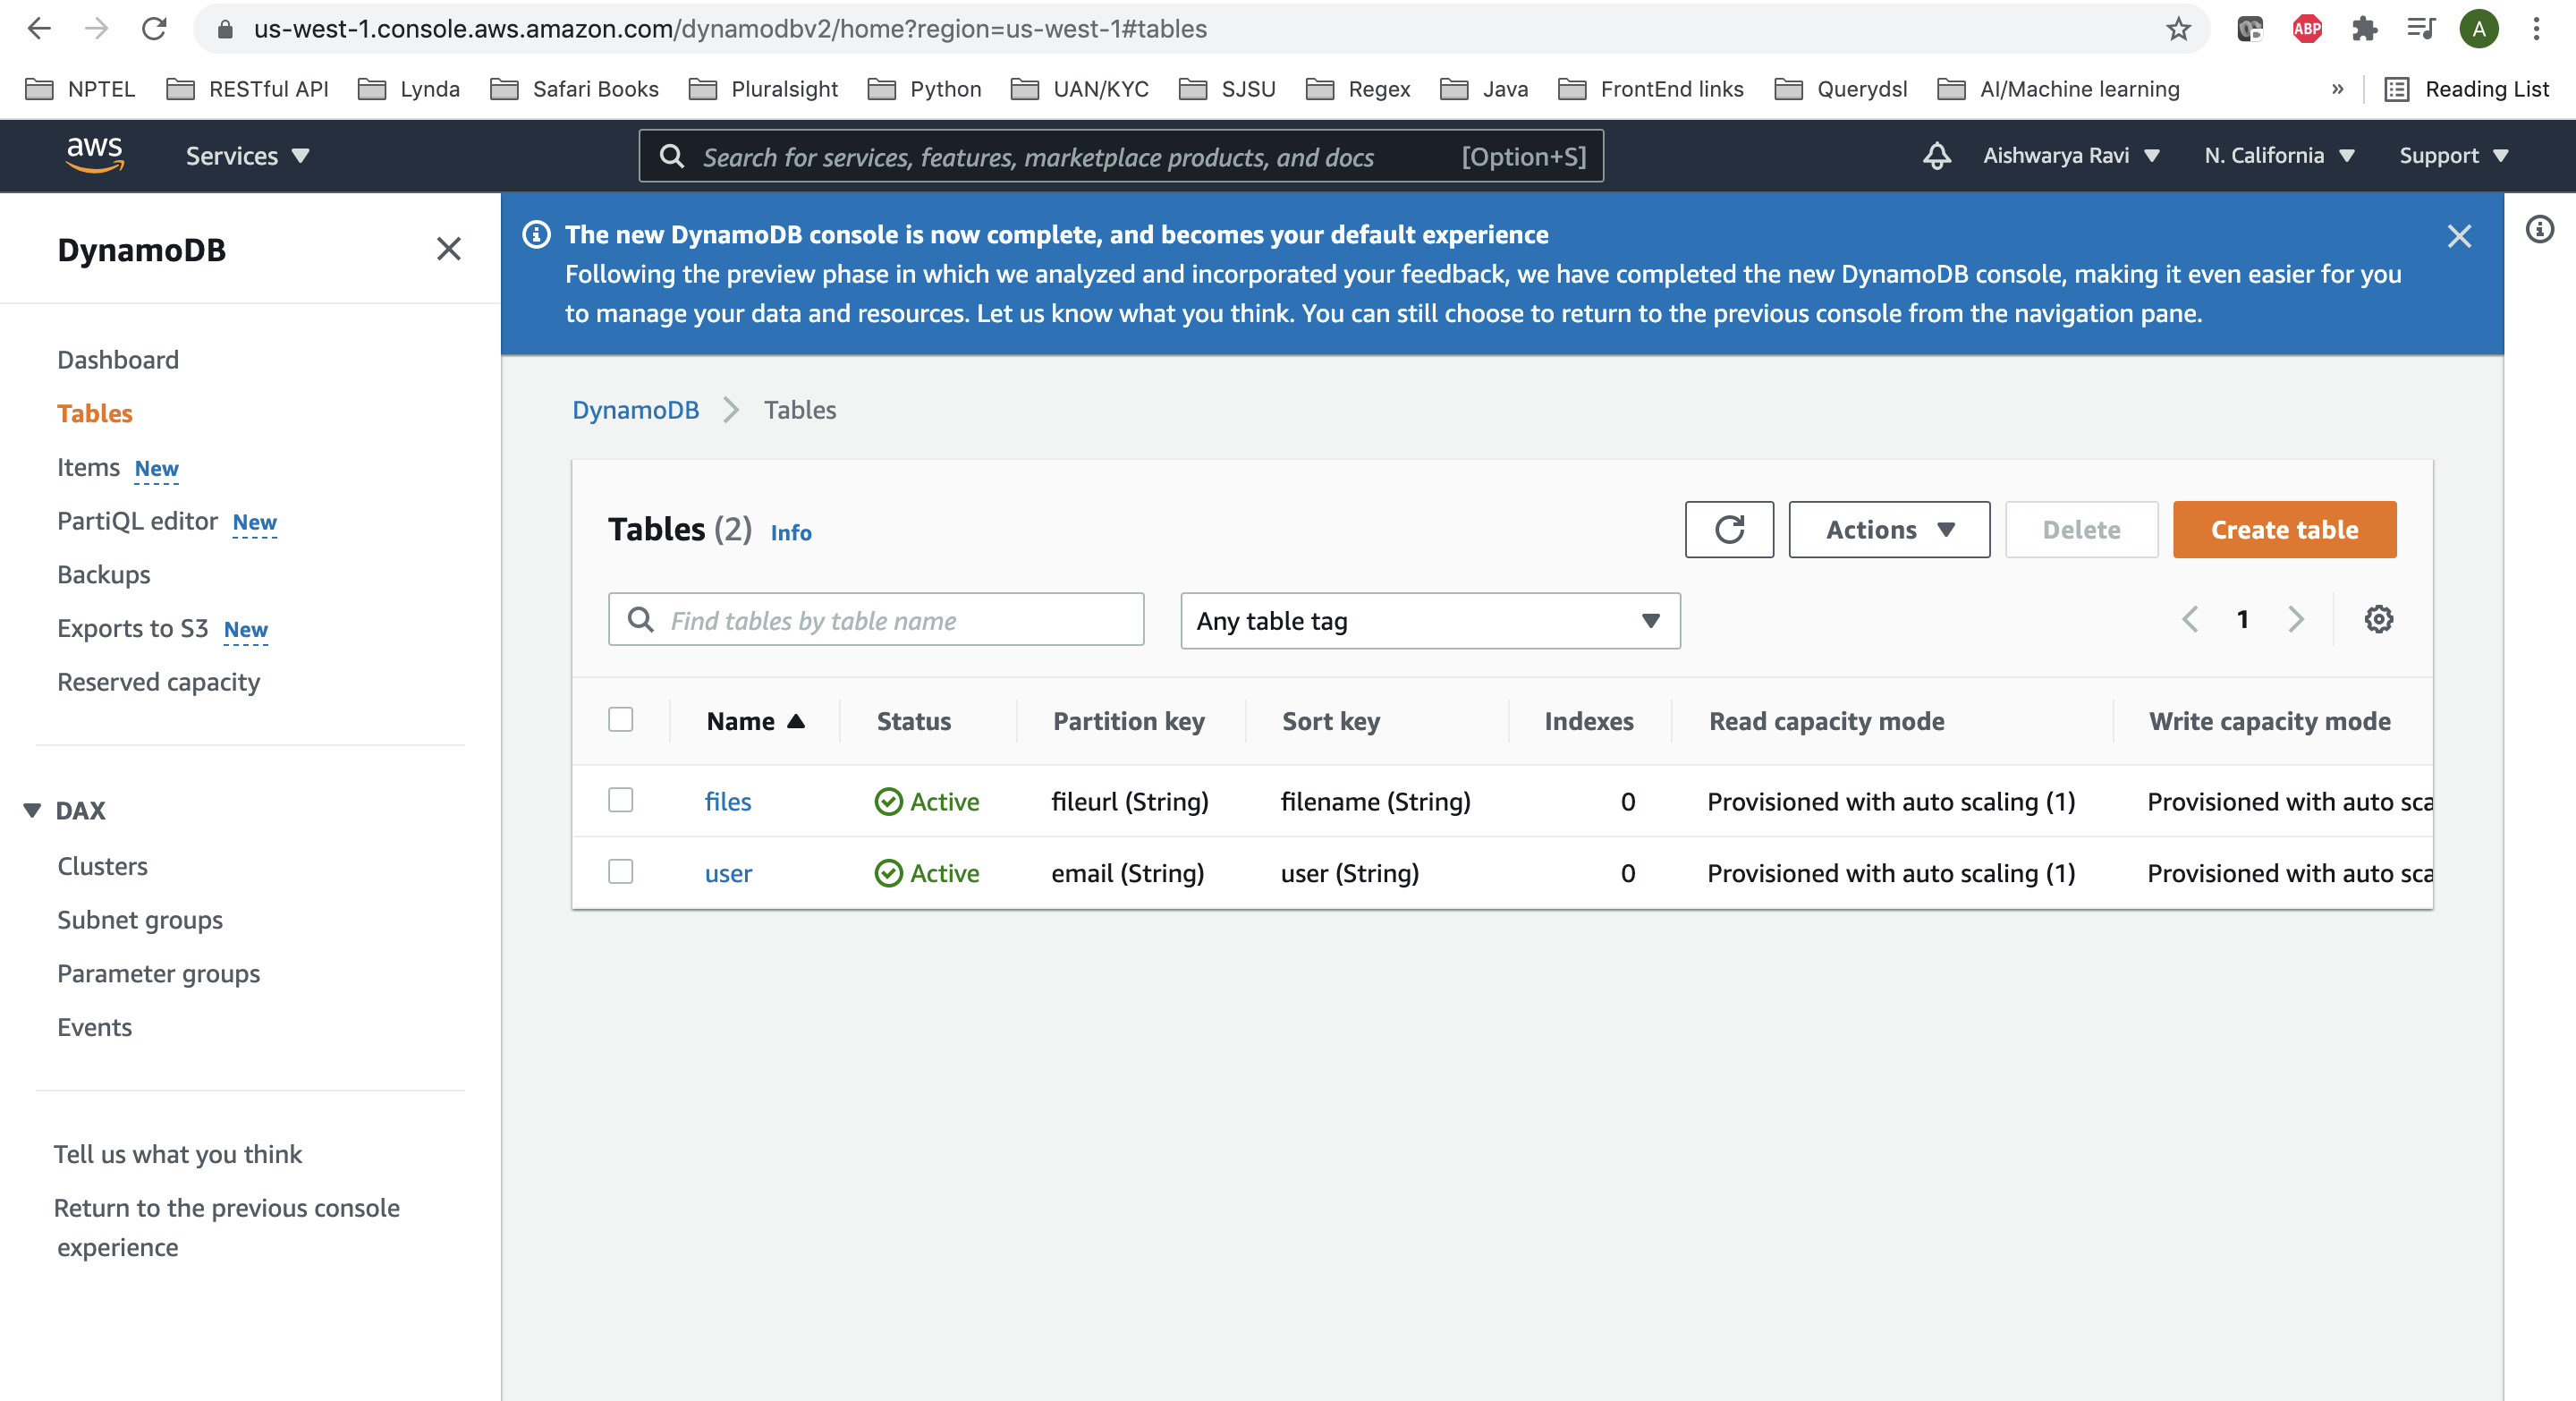 us-west-1.console.aws.amazon.com/dynamodbv2/home?region=us-west-1#tables
ABP
A
NPTEL RESTful API Lynda Safari Books Pluralsight Python UAN/KYC SJSU Regex Java FrontEnd links Querydsl AI/Machine learning » Reading List
aws Services Search for services, features, marketplace products, and docs [Option+S] Aishwarya Ravi N. California Support
DynamoDB
Dashboard
Tables
Items New
PartiQL editor New
Backups
Exports to S3 New
Reserved capacity
DAX
Clusters
Subnet groups
Parameter groups
Events
Tell us what you think
Return to the previous console
experience
The new DynamoDB console is now complete, and becomes your default experience
Following the preview phase in which we analyzed and incorporated your feedback, we have completed the new DynamoDB console, making it even easier for you
to manage your data and resources. Let us know what you think. You can still choose to return to the previous console from the navigation pane.
DynamoDB Tables
Tables (2) Info
Actions Delete Create table
Find tables by table name Any table tag 1
Name Status Partition key Sort key Indexes Read capacity mode Write capacity mode
files Active fileurl (String) filename (String) 0 Provisioned with auto scaling (1) Provisioned with auto sca
user Active email (String) user (String) 0 Provisioned with auto scaling (1) Provisioned with auto sca